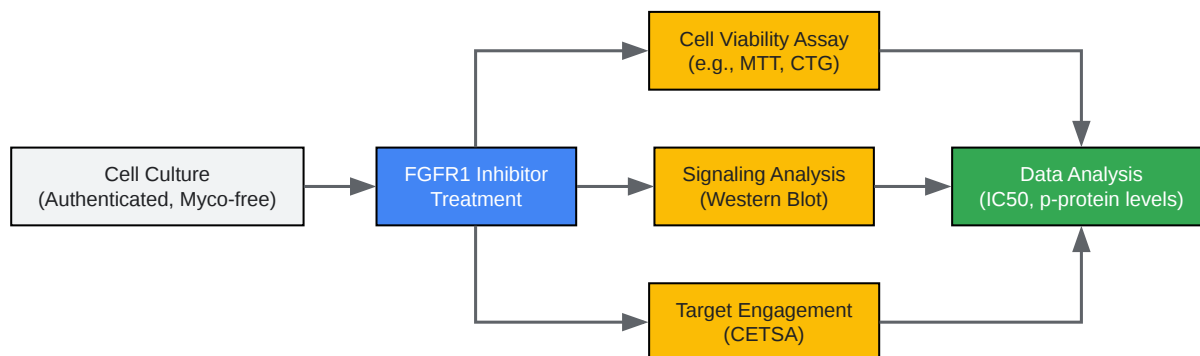 Cell Culture
(Authenticated, Myco-free)
FGFR1 Inhibitor
Treatment
Cell Viability Assay
(e.g., MTT, CTG)
Signaling Analysis
(Western Blot)
Target Engagement
(CETSA)
Data Analysis
(IC50, p-protein levels)